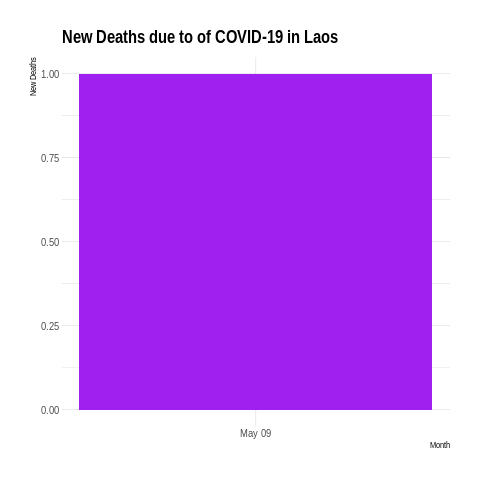 New Deaths due to of COVID-19 in Laos
New Deaths
1.00
0.75
0.50
0.25
0.00
May 09
Month